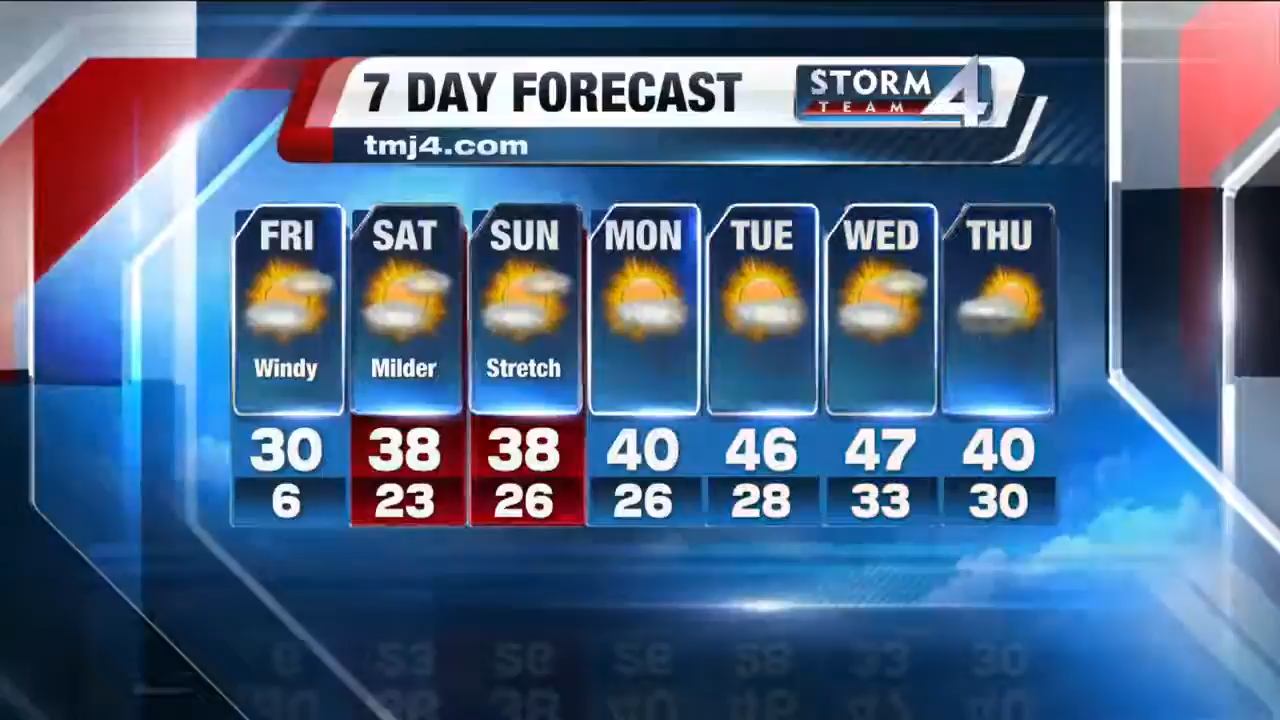 7 DAY FORECAST
STORM 4
TEAM
tmj4.com
FRI SAT SUN MON TUE WED THU
Windy Milder Stretch
30 38 38 40 46 47 40
6 23 26 26 28 33 30